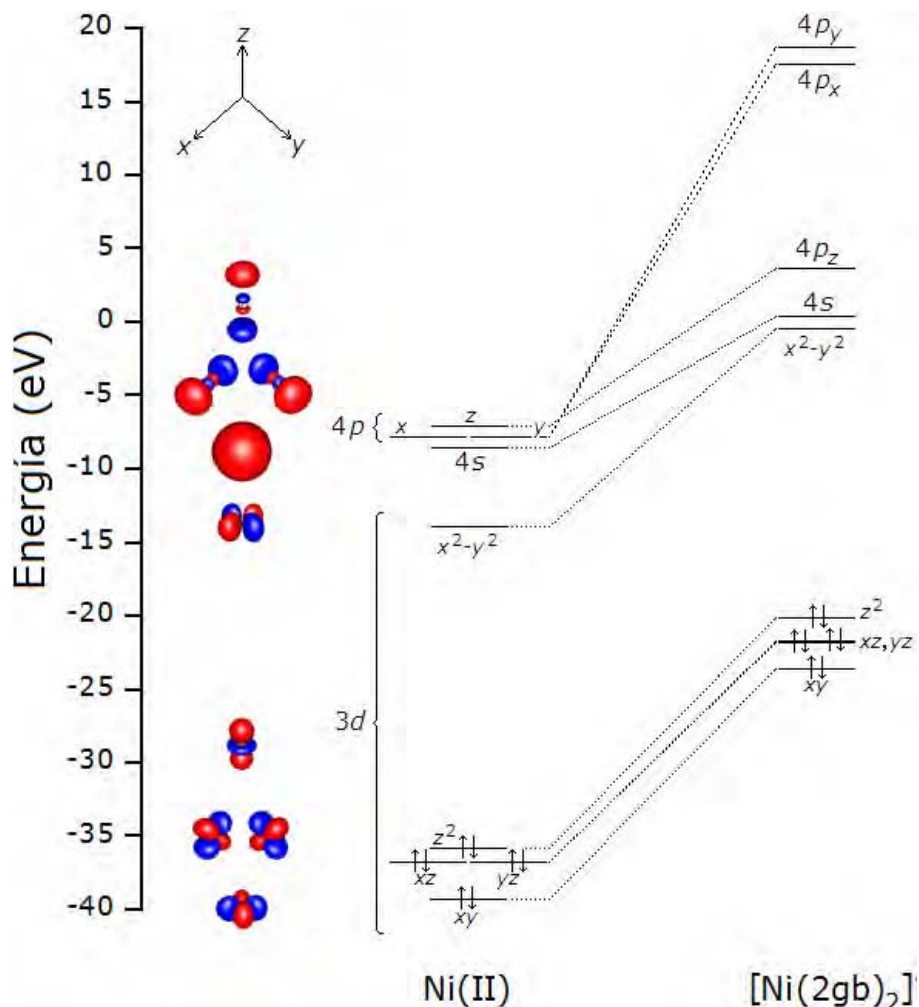 Energía (eV)
20
15
10
5
0
-5
-10
-15
-20
-25
-30
-35
-40
z
x
y
4p { x z y
4s
x²-y²
3d
z²
xz yz
xy
Ni(II)
4p_y
4p_x
4p_z
4s
x²-y²
z²
xz,yz
xy
[Ni(2gb)₂]